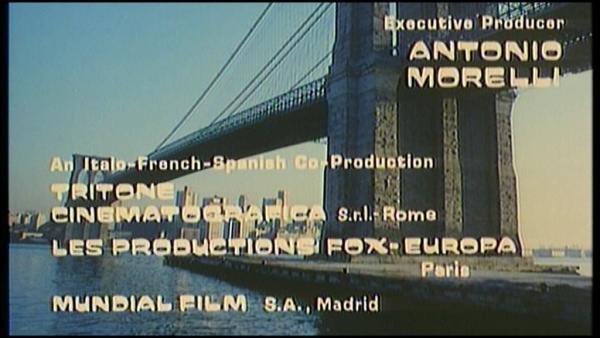 Executive Producer
ANTONIO
MORELLI
An Italo-French-Spanish Co-Production
TRITONE
CINEMATOGRAFICA S.r.l.-Rome
LES PRODUCTIONS FOX-EUROPA
Paris
MUNDIAL FILM S.A., Madrid